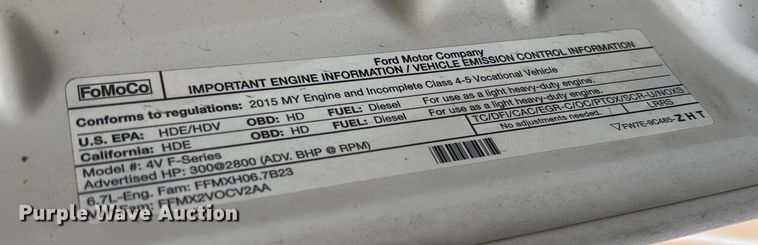 Ford Motor Company
FoMoCo
IMPORTANT ENGINE INFORMATION / VEHICLE EMISSION CONTROL INFORMATION
Conforms to regulations: 2015 MY Engine and Incomplete Class 4-5 Vocational Vehicle
U.S. EPA: HDE/HDV OBD: HD FUEL: Diesel For use as a light heavy-duty engine.
California: HDE OBD: HD FUEL: Diesel For use as a light heavy-duty engine.
Model #: 4V F-Series TC/DFI/CAC/EGR-C/OC/PTOX/SCR-U/NOXS
Advertised HP: 300@2800 (ADV. BHP @ RPM) No adjustments needed. LRRS
6.7L-Eng. Fam: FFMXH06.7B23 FW7E-9C485-ZHT
Fam: FFMX2VOCV2AA
Purple Wave Auction